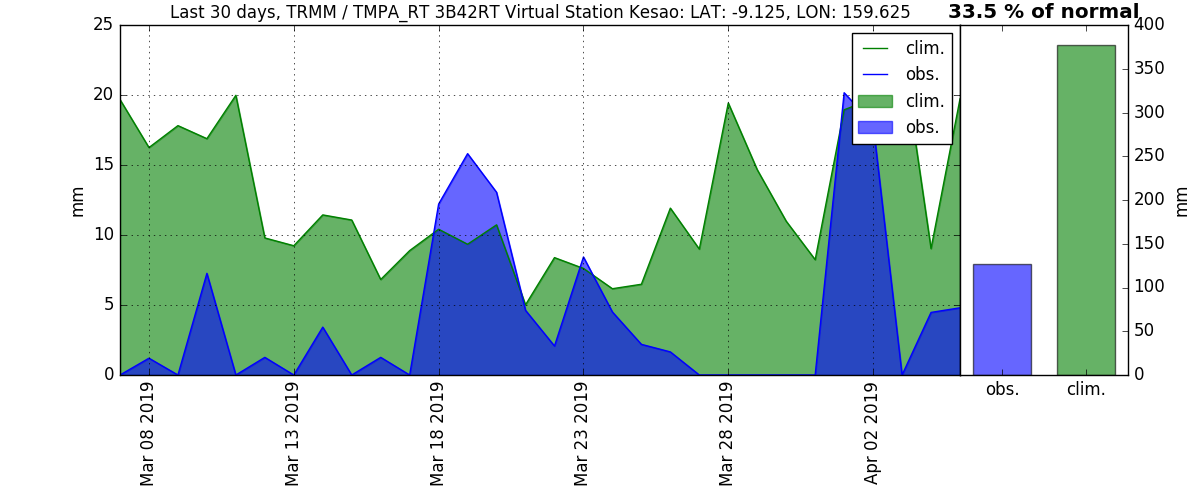 Last 30 days, TRMM / TMPA_RT 3B42RT Virtual Station Kesao: LAT: -9.125, LON: 159.625
33.5 % of normal
25
20
15
10
5
0
mm
clim.
obs.
clim.
obs.
400
350
300
250
200
150
100
50
0
mm
obs.
clim.
Mar 08 2019
Mar 13 2019
Mar 18 2019
Mar 23 2019
Mar 28 2019
Apr 02 2019